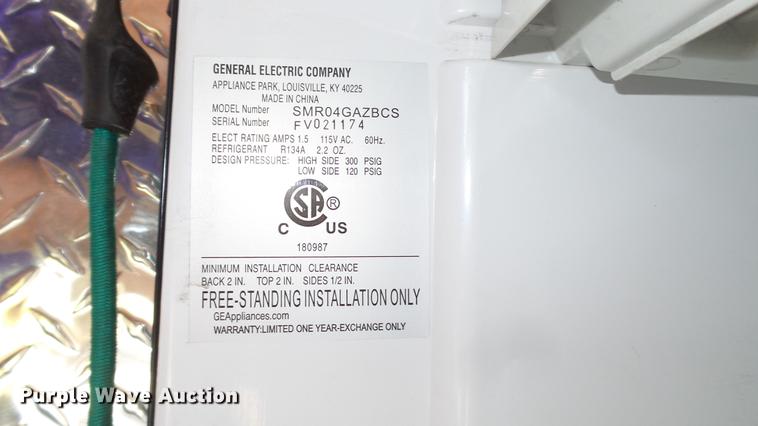 GENERAL ELECTRIC COMPANY
APPLIANCE PARK, LOUISVILLE, KY 40225
MADE IN CHINA
MODEL Number SMR04GAZBCS
SERIAL Number FV021174
ELECT RATING AMPS 1.5 115V AC. 60Hz.
REFRIGERANT R134A 2.2 OZ.
DESIGN PRESSURE: HIGH SIDE 300 PSIG
LOW SIDE 120 PSIG
SA ®
C US
180987
MINIMUM INSTALLATION CLEARANCE
BACK 2 IN. TOP 2 IN. SIDES 1/2 IN.
FREE-STANDING INSTALLATION ONLY
GEAppliances.com
WARRANTY:LIMITED ONE YEAR-EXCHANGE ONLY
Purple Wave Auction